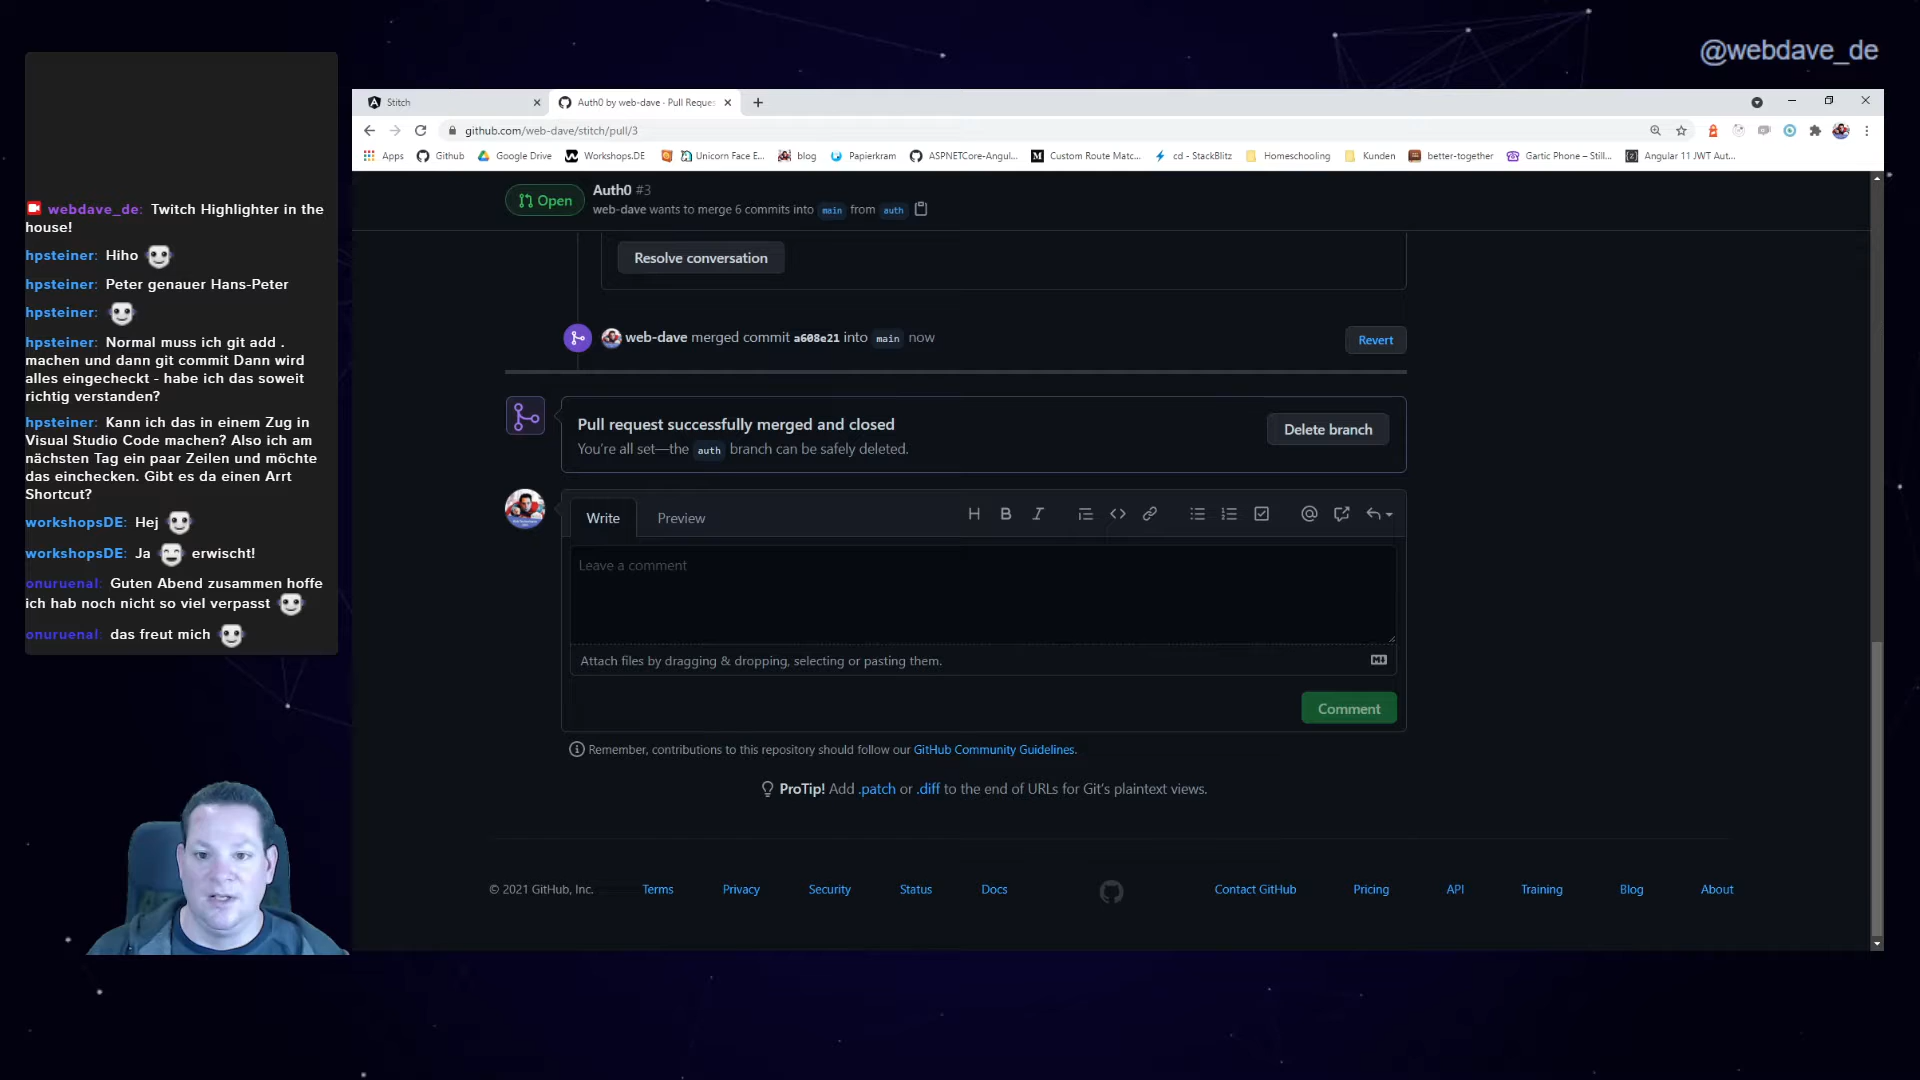 @webdave_de
webdave_de: Twitch Highlighter in the
house!
hpsteiner: Hiho
hpsteiner: Peter genauer Hans-Peter
hpsteiner:
hpsteiner: Normal muss ich git add .
machen und dann git commit Dann wird
alles eingecheckt - habe ich das soweit
richtig verstanden?
hpsteiner: Kann ich das in einem Zug in
Visual Studio Code machen? Also ich am
nächsten Tag ein paar Zeilen und möchte
das einchecken. Gibt es da einen Arrt
Shortcut?
workshopsDE: Hej
workshopsDE: Ja erwischt!
onuruenal: Guten Abend zusammen hoffe
ich hab noch nicht so viel verpasst
onuruenal: das freut mich
Stitch
Auth0 by web-dave · Pull Reques
github.com/web-dave/stitch/pull/3
Apps Github Google Drive Workshops.DE Unicorn Face E... blog Papierkram ASPNETCore-Angul... Custom Route Matc... cd - StackBlitz Homeschooling Kunden better-together Gartic Phone – Still... Angular 11 JWT Aut...
Open
Auth0 #3
web-dave wants to merge 6 commits into main from auth
Resolve conversation
web-dave merged commit a608e21 into main now
Revert
Pull request successfully merged and closed
You're all set—the auth branch can be safely deleted.
Delete branch
Write Preview
Leave a comment
Attach files by dragging & dropping, selecting or pasting them.
Comment
Remember, contributions to this repository should follow our GitHub Community Guidelines.
ProTip! Add .patch or .diff to the end of URLs for Git's plaintext views.
© 2021 GitHub, Inc. Terms Privacy Security Status Docs Contact GitHub Pricing API Training Blog About